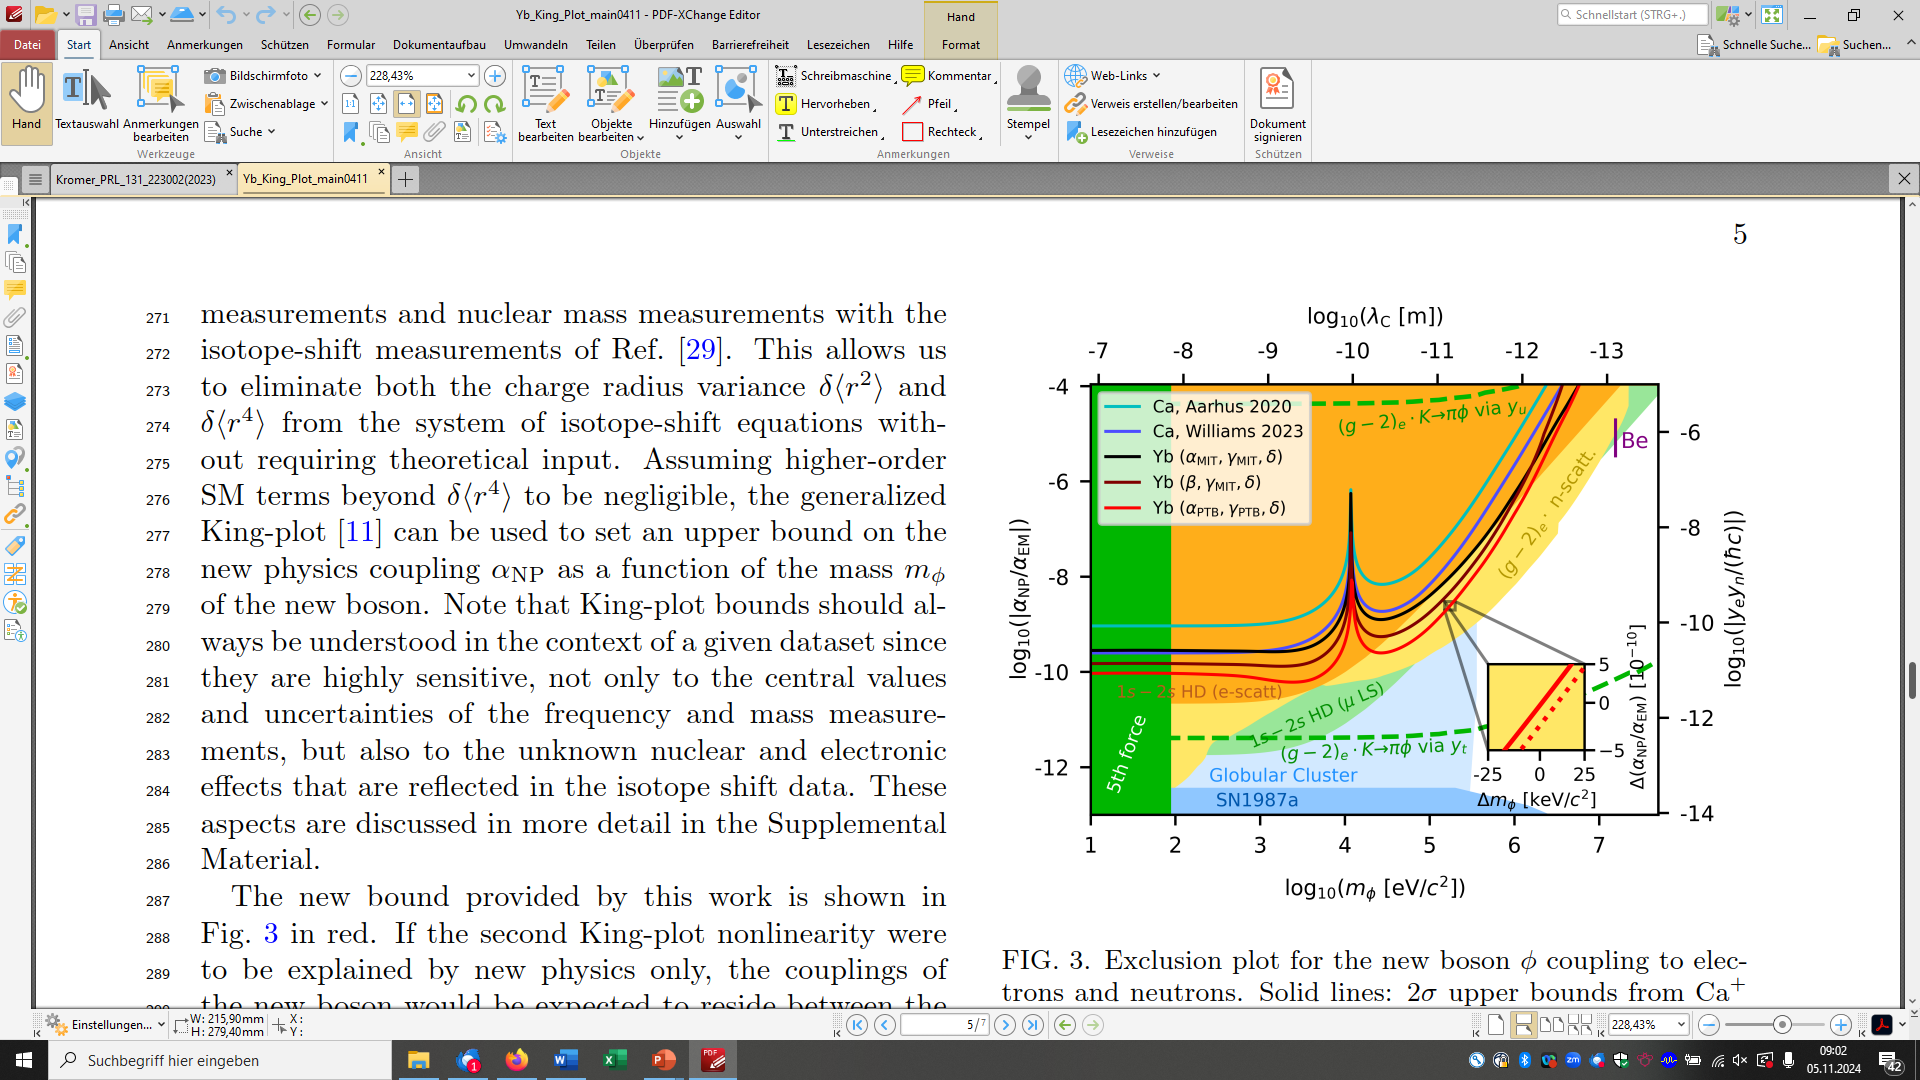 Yb_King_Plot_main0411 - PDF-XChange Editor
Hand
Schnellstart (STRG+.)
Datei
Start
Ansicht
Anmerkungen
Schützen
Formular
Dokumentaufbau
Umwandeln
Teilen
Überprüfen
Barrierefreiheit
Lesezeichen
Hilfe
Format
Schnelle Suche...
Suchen...
Hand
Textauswahl
Anmerkungen bearbeiten
Bildschirmfoto
Zwischenablage
Suche
Werkzeuge
228,43%
Ansicht
Text bearbeiten
Objekte bearbeiten
Hinzufügen
Auswahl
Objekte
Schreibmaschine
Hervorheben
Unterstreichen
Kommentar
Pfeil
Rechteck
Anmerkungen
Stempel
Web-Links
Verweis erstellen/bearbeiten
Lesezeichen hinzufügen
Verweise
Dokument signieren
Schützen
Kromer_PRL_131_223002(2023)
Yb_King_Plot_main0411
5
271 measurements and nuclear mass measurements with the
272 isotope-shift measurements of Ref. [29]. This allows us
273 to eliminate both the charge radius variance δ⟨r²⟩ and
274 δ⟨r⁴⟩ from the system of isotope-shift equations with-
275 out requiring theoretical input. Assuming higher-order
276 SM terms beyond δ⟨r⁴⟩ to be negligible, the generalized
277 King-plot [11] can be used to set an upper bound on the
278 new physics coupling αNP as a function of the mass mϕ
279 of the new boson. Note that King-plot bounds should al-
280 ways be understood in the context of a given dataset since
281 they are highly sensitive, not only to the central values
282 and uncertainties of the frequency and mass measure-
283 ments, but also to the unknown nuclear and electronic
284 effects that are reflected in the isotope shift data. These
285 aspects are discussed in more detail in the Supplemental
286 Material.
287 The new bound provided by this work is shown in
288 Fig. 3 in red. If the second King-plot nonlinearity were
289 to be explained by new physics only, the couplings of
the new boson would be expected to reside between the
log₁₀(λC [m])
-7 -8 -9 -10 -11 -12 -13
-4
-6
-8
-10
-12
log₁₀(|αNP/αEM|)
Ca, Aarhus 2020
Ca, Williams 2023
Yb (αMIT, γMIT, δ)
Yb (β, γMIT, δ)
Yb (αPTB, γPTB, δ)
(g − 2)e · K→πϕ via yu
Be
(g − 2)e · n-scatt.
1s − 2s HD (e-scatt)
1s − 2s HD (μ LS)
(g − 2)e · K→πϕ via yt
5th force
Globular Cluster
SN1987a
5
0
−5
-25 0 25
Δmϕ [keV/c²]
Δ(αNP/αEM) [10⁻¹⁰]
-6
-8
-10
-12
-14
log₁₀(|yeyn/(ħc)|)
1 2 3 4 5 6 7
log₁₀(mϕ [eV/c²])
FIG. 3. Exclusion plot for the new boson ϕ coupling to elec-
trons and neutrons. Solid lines: 2σ upper bounds from Ca⁺
Einstellungen...
W: 215,90mm
H: 279,40mm
X:
Y:
5/7
228,43%
Suchbegriff hier eingeben
09:02
05.11.2024
42